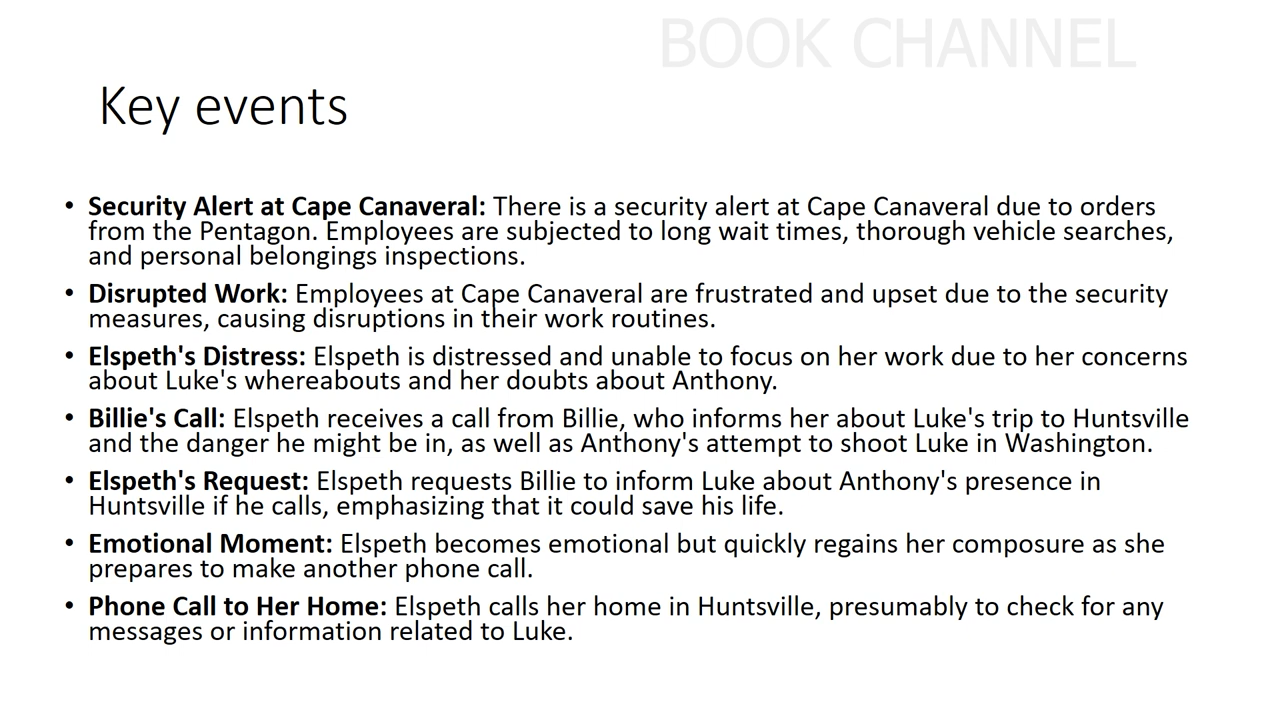 BOOK CHANNEL
Key events
• Security Alert at Cape Canaveral: There is a security alert at Cape Canaveral due to orders
from the Pentagon. Employees are subjected to long wait times, thorough vehicle searches,
and personal belongings inspections.
• Disrupted Work: Employees at Cape Canaveral are frustrated and upset due to the security
measures, causing disruptions in their work routines.
• Elspeth's Distress: Elspeth is distressed and unable to focus on her work due to her concerns
about Luke's whereabouts and her doubts about Anthony.
• Billie's Call: Elspeth receives a call from Billie, who informs her about Luke's trip to Huntsville
and the danger he might be in, as well as Anthony's attempt to shoot Luke in Washington.
• Elspeth's Request: Elspeth requests Billie to inform Luke about Anthony's presence in
Huntsville if he calls, emphasizing that it could save his life.
• Emotional Moment: Elspeth becomes emotional but quickly regains her composure as she
prepares to make another phone call.
• Phone Call to Her Home: Elspeth calls her home in Huntsville, presumably to check for any
messages or information related to Luke.